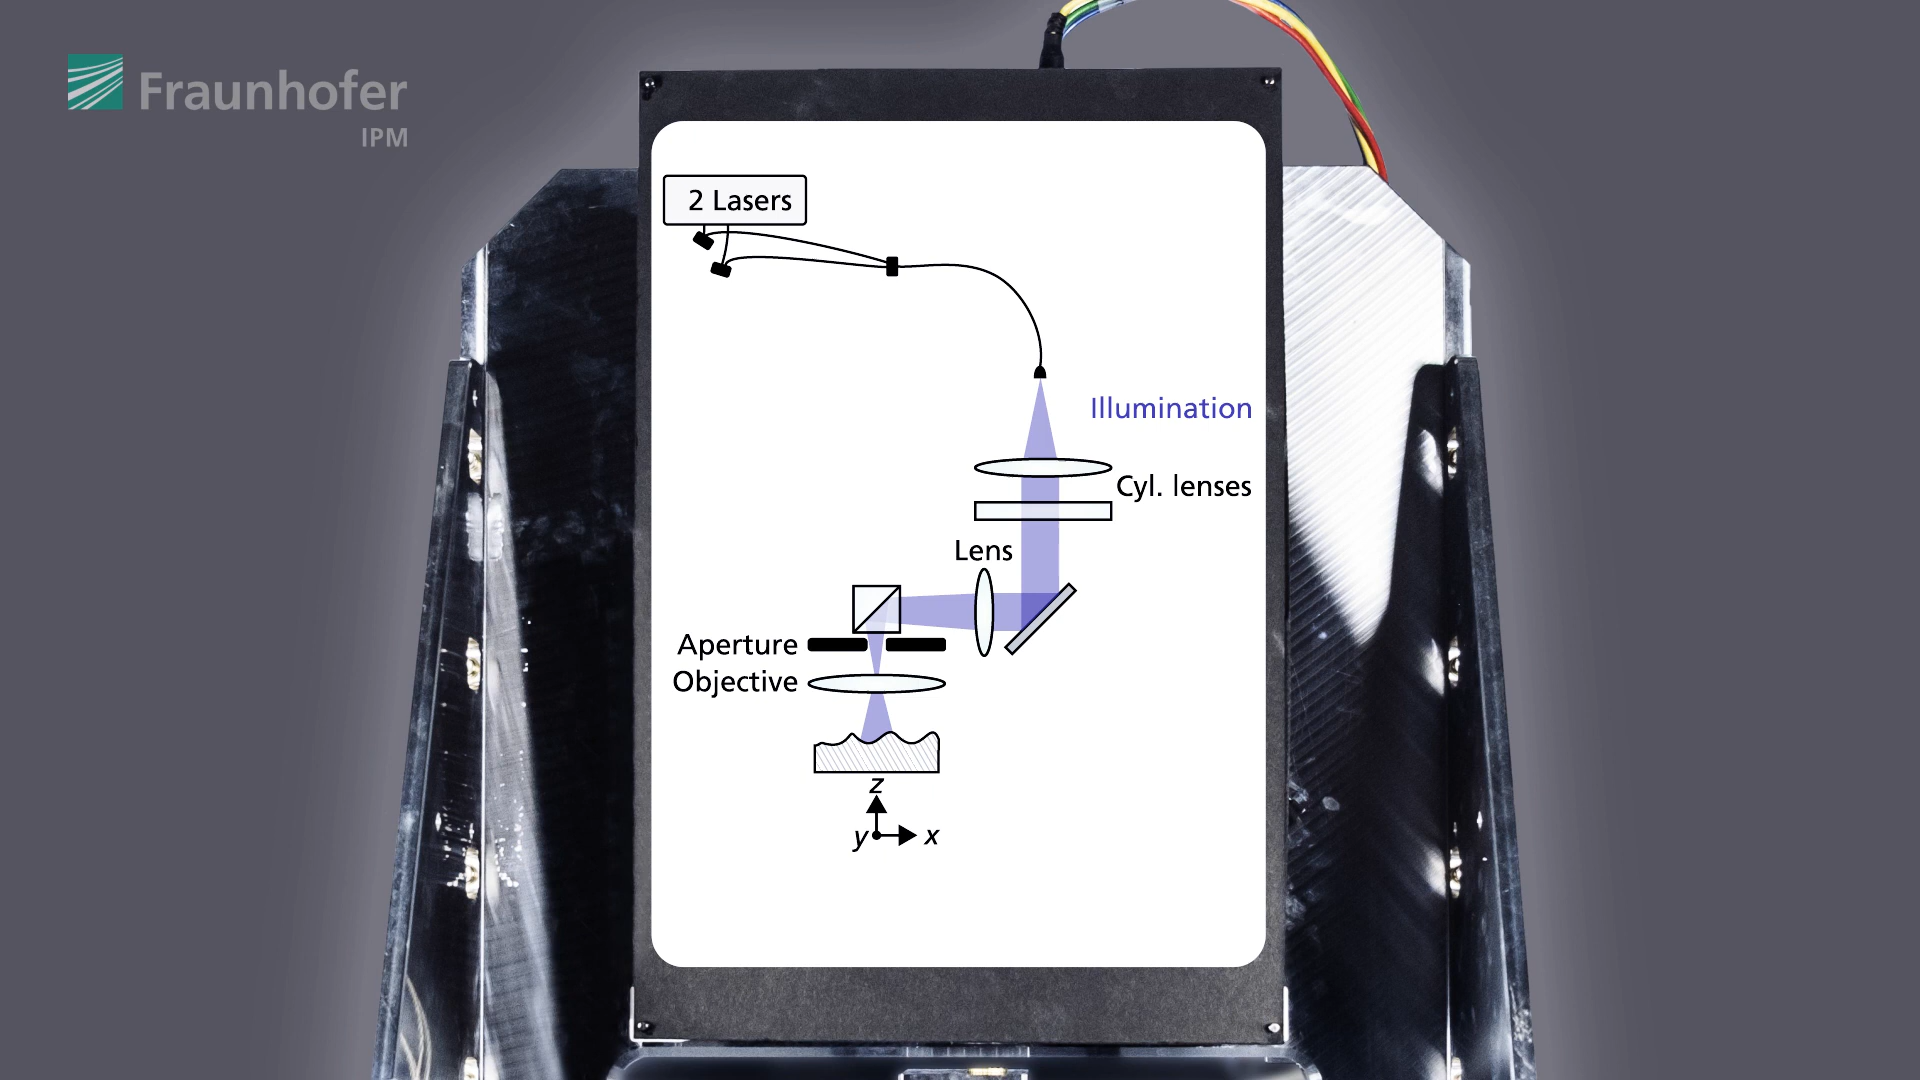 Fraunhofer
IPM
2 Lasers
Illumination
Cyl. lenses
Lens
Aperture
Objective
z
y
x